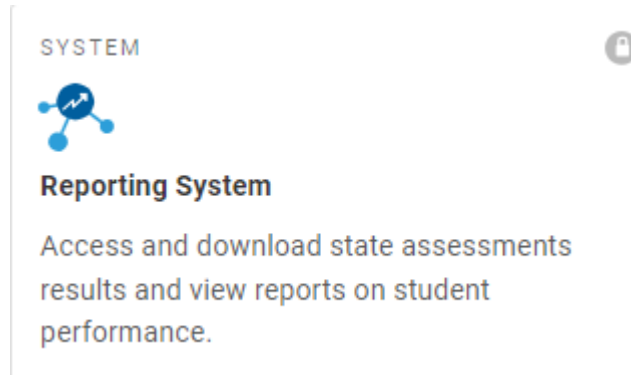 SYSTEM
Reporting System
Access and download state assessments
results and view reports on student
performance.